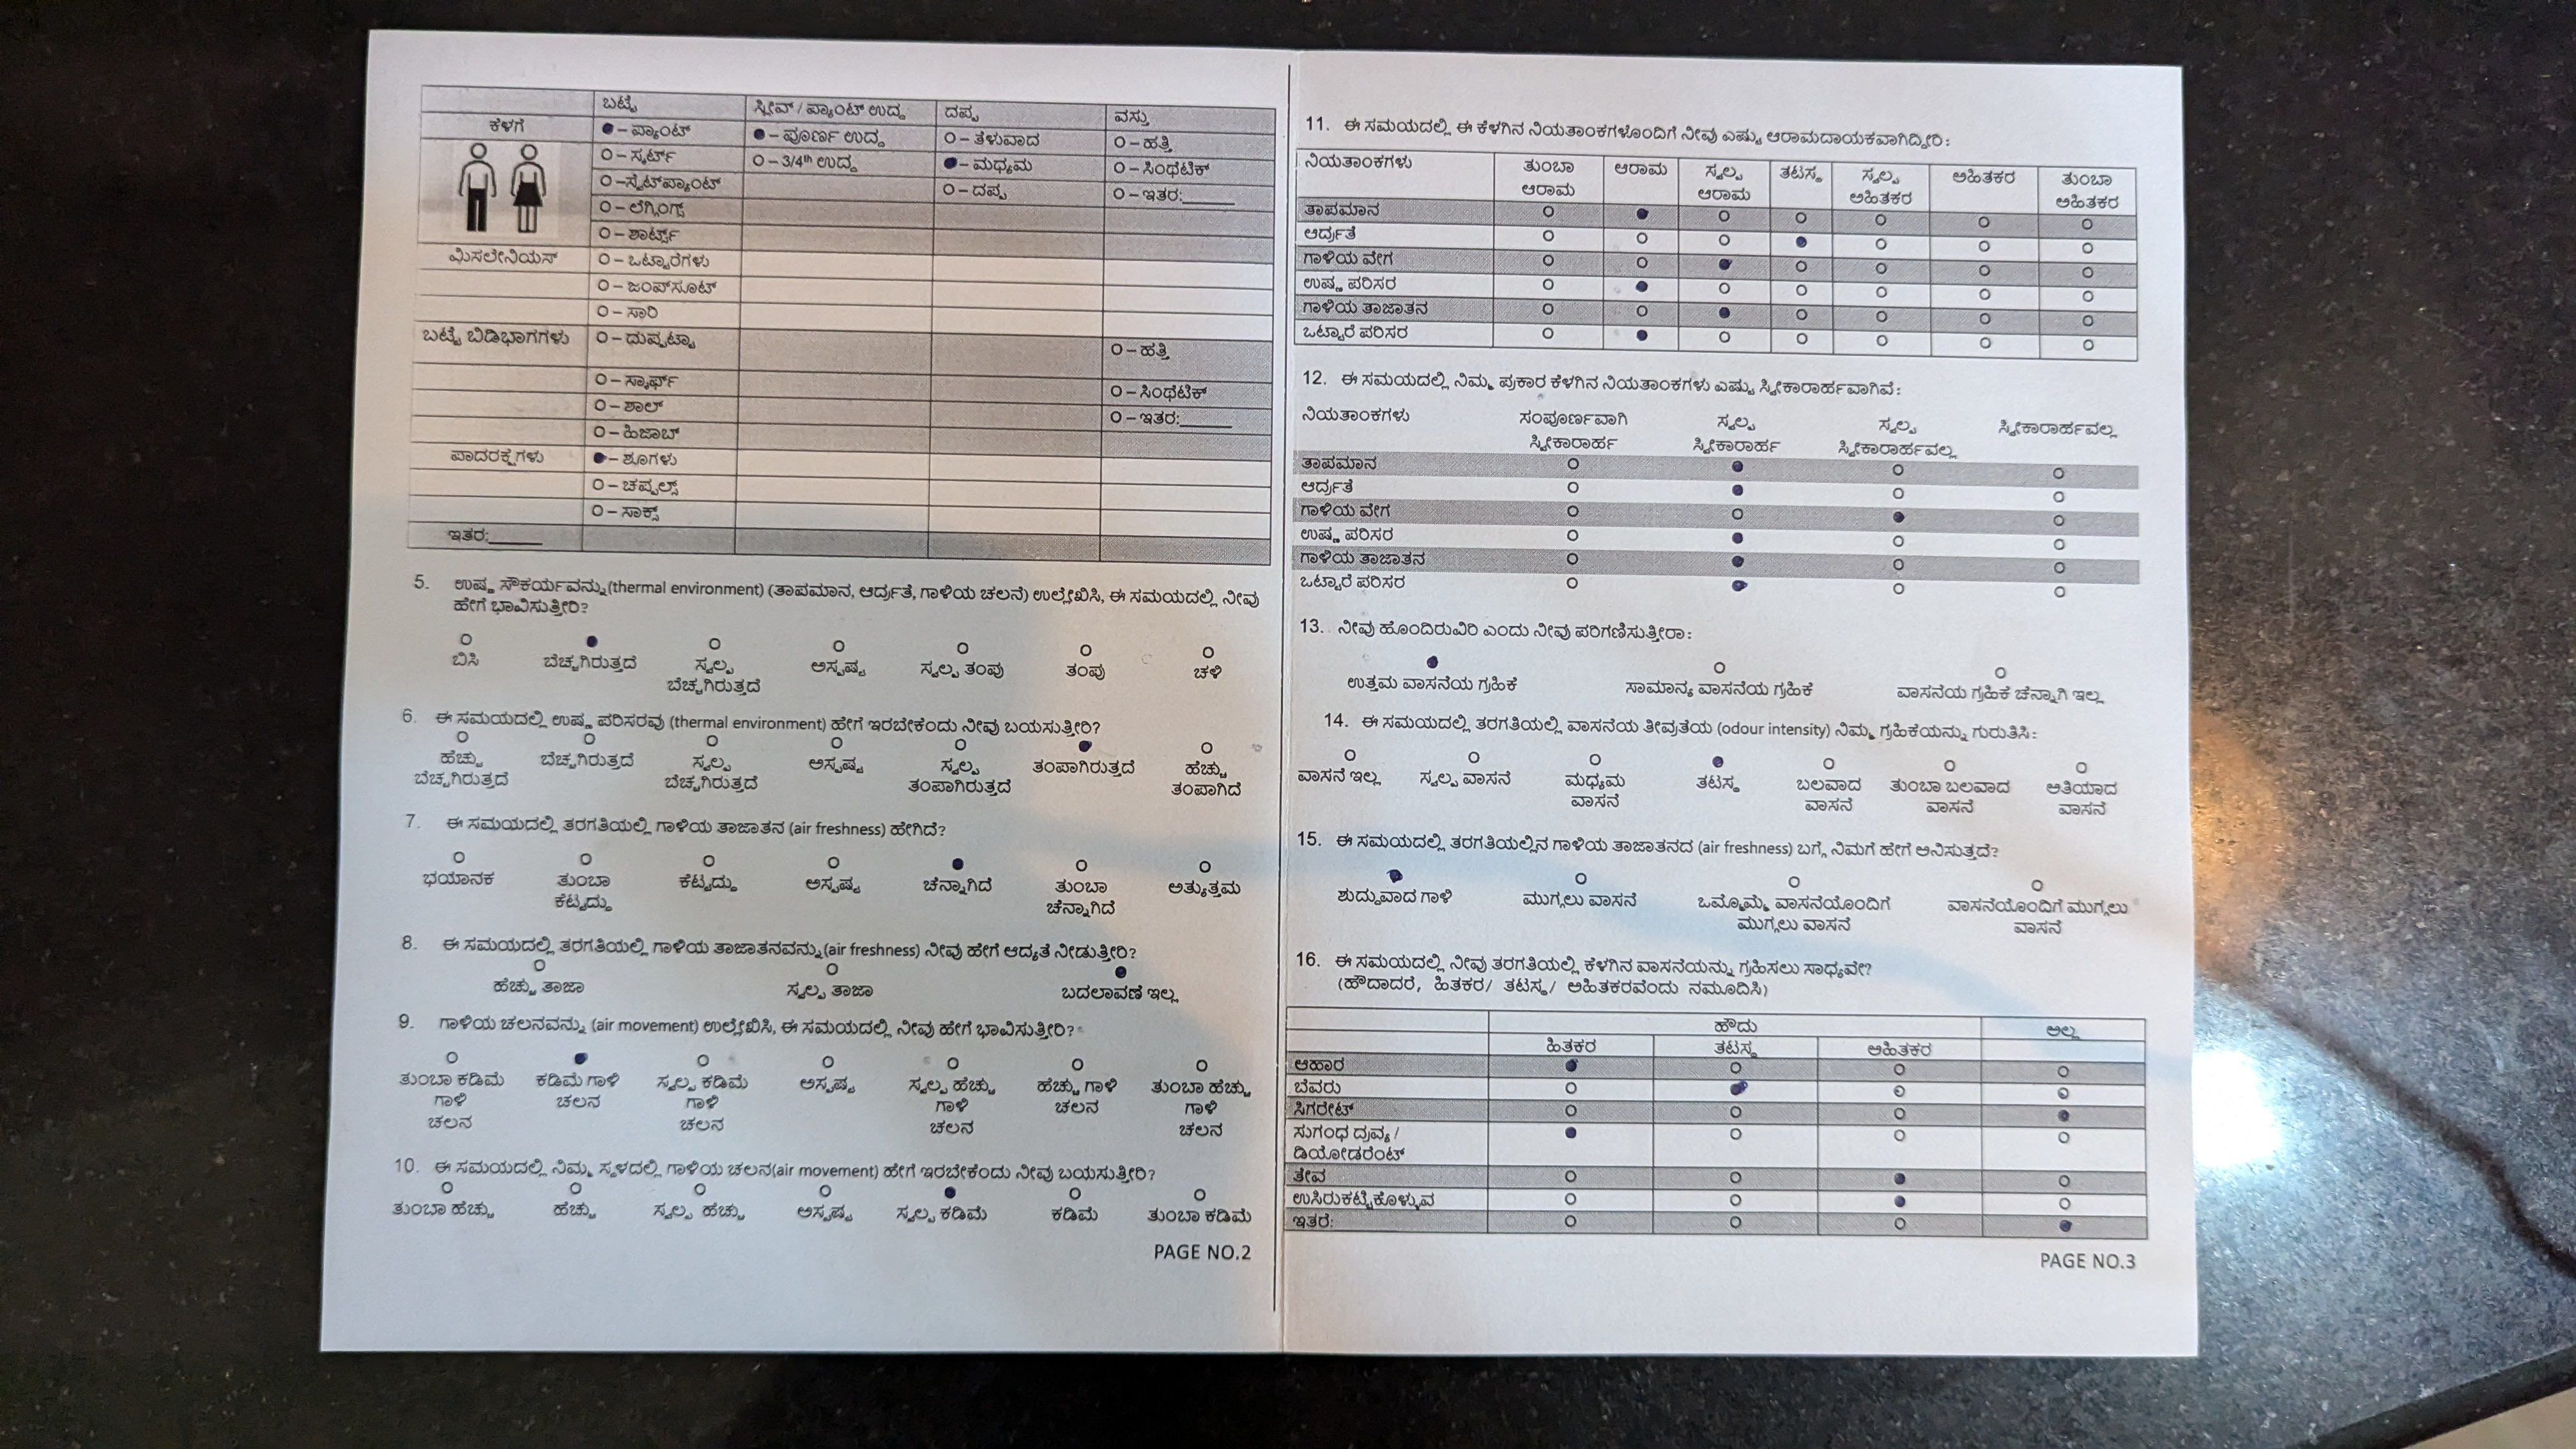 ಬಟ್ಟೆ ಸ್ಲೀವ್ / ಪ್ಯಾಂಟ್ ಉದ್ದ ದಪ್ಪ ವಸ್ತು
ಕೆಳಗೆ ● – ಪ್ಯಾಂಟ್ ● – ಪೂರ್ಣ ಉದ್ದ O – ತೆಳುವಾದ O – ಹತ್ತಿ
O – ಸ್ಕರ್ಟ್ O – 3/4th ಉದ್ದ ● – ಮಧ್ಯಮ O – ಸಿಂಥೆಟಿಕ್
O –ಸ್ವೆಟ್‌ಪ್ಯಾಂಟ್ O – ದಪ್ಪ O – ಇತರ:_____
O – ಲೆಗ್ಗಿಂಗ್ಸ್
O – ಶಾರ್ಟ್ಸ್
ಮಿಸಲೇನಿಯಸ್ O – ಒಟ್ಟಾರೆಗಳು
O – ಜಂಪ್‌ಸೂಟ್
O – ಸಾರಿ
ಬಟ್ಟೆ ಬಿಡಿಭಾಗಗಳು O – ಧುಪ್ಪಟ್ಟಾ O – ಹತ್ತಿ
O – ಸ್ಕಾರ್ಫ್ O – ಸಿಂಥೆಟಿಕ್
O – ಶಾಲ್ O – ಇತರ:_____
O – ಹಿಜಾಬ್
ಪಾದರಕ್ಷೆಗಳು ● – ಶೂಗಳು
O – ಚಪ್ಪಲ್ಸ್
O – ಸಾಕ್ಸ್
ಇತರ:_____
5. ಉಷ್ಣ ಸೌಕರ್ಯವನ್ನು(thermal environment) (ತಾಪಮಾನ, ಆರ್ದ್ರತೆ, ಗಾಳಿಯ ಚಲನೆ) ಉಲ್ಲೇಖಿಸಿ, ಈ ಸಮಯದಲ್ಲಿ ನೀವು
ಹೇಗೆ ಭಾವಿಸುತ್ತೀರಿ?
ಬಿಸಿ ಬೆಚ್ಚಗಿರುತ್ತದೆ ಸ್ವಲ್ಪ ಅಸ್ಪಷ್ಟ ಸ್ವಲ್ಪ ತಂಪು ತಂಪು ಚಳಿ
ಬೆಚ್ಚಗಿರುತ್ತದೆ
6. ಈ ಸಮಯದಲ್ಲಿ ಉಷ್ಣ ಪರಿಸರವು (thermal environment) ಹೇಗೆ ಇರಬೇಕೆಂದು ನೀವು ಬಯಸುತ್ತೀರಿ?
ಹೆಚ್ಚು ಬೆಚ್ಚಗಿರುತ್ತದೆ ಸ್ವಲ್ಪ ಅಸ್ಪಷ್ಟ ಸ್ವಲ್ಪ ತಂಪಾಗಿರುತ್ತದೆ ಹೆಚ್ಚು
ಬೆಚ್ಚಗಿರುತ್ತದೆ ಬೆಚ್ಚಗಿರುತ್ತದೆ ತಂಪಾಗಿರುತ್ತದೆ ತಂಪಾಗಿದೆ
7. ಈ ಸಮಯದಲ್ಲಿ ತರಗತಿಯಲ್ಲಿ ಗಾಳಿಯ ತಾಜಾತನ (air freshness) ಹೇಗಿದೆ?
ಭಯಾನಕ ತುಂಬಾ ಕೆಟ್ಟದ್ದು ಅಸ್ಪಷ್ಟ ಚೆನ್ನಾಗಿದೆ ತುಂಬಾ ಅತ್ಯುತ್ತಮ
ಕೆಟ್ಟದ್ದು ಚೆನ್ನಾಗಿದೆ
8. ಈ ಸಮಯದಲ್ಲಿ ತರಗತಿಯಲ್ಲಿ ಗಾಳಿಯ ತಾಜಾತನವನ್ನು(air freshness) ನೀವು ಹೇಗೆ ಆದ್ಯತೆ ನೀಡುತ್ತೀರಿ?
ಹೆಚ್ಚು ತಾಜಾ ಸ್ವಲ್ಪ ತಾಜಾ ಬದಲಾವಣೆ ಇಲ್ಲ
9. ಗಾಳಿಯ ಚಲನವನ್ನು (air movement) ಉಲ್ಲೇಖಿಸಿ, ಈ ಸಮಯದಲ್ಲಿ ನೀವು ಹೇಗೆ ಭಾವಿಸುತ್ತೀರಿ?
ತುಂಬಾ ಕಡಿಮೆ ಕಡಿಮೆ ಗಾಳಿ ಸ್ವಲ್ಪ ಕಡಿಮೆ ಅಸ್ಪಷ್ಟ ಸ್ವಲ್ಪ ಹೆಚ್ಚು ಹೆಚ್ಚು ಗಾಳಿ ತುಂಬಾ ಹೆಚ್ಚು
ಗಾಳಿ ಚಲನ ಗಾಳಿ ಗಾಳಿ ಚಲನ ಗಾಳಿ
ಚಲನ ಚಲನ ಚಲನ ಚಲನ
10. ಈ ಸಮಯದಲ್ಲಿ ನಿಮ್ಮ ಸ್ಥಳದಲ್ಲಿ ಗಾಳಿಯ ಚಲನ(air movement) ಹೇಗೆ ಇರಬೇಕೆಂದು ನೀವು ಬಯಸುತ್ತೀರಿ?
ತುಂಬಾ ಹೆಚ್ಚು ಹೆಚ್ಚು ಸ್ವಲ್ಪ ಹೆಚ್ಚು ಅಸ್ಪಷ್ಟ ಸ್ವಲ್ಪ ಕಡಿಮೆ ಕಡಿಮೆ ತುಂಬಾ ಕಡಿಮೆ
PAGE NO.2
11. ಈ ಸಮಯದಲ್ಲಿ ಈ ಕೆಳಗಿನ ನಿಯತಾಂಕಗಳೊಂದಿಗೆ ನೀವು ಎಷ್ಟು ಆರಾಮದಾಯಕವಾಗಿದ್ದೀರಿ:
ನಿಯತಾಂಕಗಳು ತುಂಬಾ ಆರಾಮ ಸ್ವಲ್ಪ ತಟಸ್ಥ ಸ್ವಲ್ಪ ಅಹಿತಕರ ತುಂಬಾ
ಆರಾಮ ಆರಾಮ ಅಹಿತಕರ ಅಹಿತಕರ
ತಾಪಮಾನ
ಆರ್ದ್ರತೆ
ಗಾಳಿಯ ವೇಗ
ಉಷ್ಣ ಪರಿಸರ
ಗಾಳಿಯ ತಾಜಾತನ
ಒಟ್ಟಾರೆ ಪರಿಸರ
12. ಈ ಸಮಯದಲ್ಲಿ ನಿಮ್ಮ ಪ್ರಕಾರ ಕೆಳಗಿನ ನಿಯತಾಂಕಗಳು ಎಷ್ಟು ಸ್ವೀಕಾರಾರ್ಹವಾಗಿವೆ:
ನಿಯತಾಂಕಗಳು ಸಂಪೂರ್ಣವಾಗಿ ಸ್ವಲ್ಪ ಸ್ವಲ್ಪ ಸ್ವೀಕಾರಾರ್ಹವಲ್ಲ
ಸ್ವೀಕಾರಾರ್ಹ ಸ್ವೀಕಾರಾರ್ಹ ಸ್ವೀಕಾರಾರ್ಹವಲ್ಲ
ತಾಪಮಾನ
ಆರ್ದ್ರತೆ
ಗಾಳಿಯ ವೇಗ
ಉಷ್ಣ ಪರಿಸರ
ಗಾಳಿಯ ತಾಜಾತನ
ಒಟ್ಟಾರೆ ಪರಿಸರ
13. ನೀವು ಹೊಂದಿರುವಿರಿ ಎಂದು ನೀವು ಪರಿಗಣಿಸುತ್ತೀರಾ:
ಉತ್ತಮ ವಾಸನೆಯ ಗ್ರಹಿಕೆ ಸಾಮಾನ್ಯ ವಾಸನೆಯ ಗ್ರಹಿಕೆ ವಾಸನೆಯ ಗ್ರಹಿಕೆ ಚೆನ್ನಾಗಿ ಇಲ್ಲ
14. ಈ ಸಮಯದಲ್ಲಿ ತರಗತಿಯಲ್ಲಿ ವಾಸನೆಯ ತೀವ್ರತೆಯ (odour intensity) ನಿಮ್ಮ ಗ್ರಹಿಕೆಯನ್ನು ಗುರುತಿಸಿ:
ವಾಸನೆ ಇಲ್ಲ ಸ್ವಲ್ಪ ವಾಸನೆ ಮಧ್ಯಮ ತಟಸ್ಥ ಬಲವಾದ ತುಂಬಾ ಬಲವಾದ ಅತಿಯಾದ
ವಾಸನೆ ವಾಸನೆ ವಾಸನೆ ವಾಸನೆ
15. ಈ ಸಮಯದಲ್ಲಿ ತರಗತಿಯಲ್ಲಿನ ಗಾಳಿಯ ತಾಜಾತನದ (air freshness) ಬಗ್ಗೆ ನಿಮಗೆ ಹೇಗೆ ಅನಿಸುತ್ತದೆ?
ಶುದ್ದುವಾದ ಗಾಳಿ ಮುಗ್ಗಲು ವಾಸನೆ ಒಮ್ಮೊಮ್ಮೆ ವಾಸನೆಯೊಂದಿಗೆ ವಾಸನೆಯೊಂದಿಗೆ ಮುಗ್ಗಲು
ಮುಗ್ಗಲು ವಾಸನೆ ವಾಸನೆ
16. ಈ ಸಮಯದಲ್ಲಿ ನೀವು ತರಗತಿಯಲ್ಲಿ ಕೆಳಗಿನ ವಾಸನೆಯನ್ನು ಗ್ರಹಿಸಲು ಸಾಧ್ಯವೇ?
(ಹೌದಾದರೆ, ಹಿತಕರ/ ತಟಸ್ಥ/ ಅಹಿತಕರವೆಂದು ನಮೂದಿಸಿ)
ಹೌದು ಅಲ್ಲ
ಹಿತಕರ ತಟಸ್ಥ ಅಹಿತಕರ
ಆಹಾರ
ಬೆವರು
ಸಿಗರೇಟ್
ಸುಗಂಧ ದ್ರವ್ಯ /
ಡಿಯೋಡರೆಂಟ್
ತೇವ
ಉಸಿರುಕಟ್ಟಿಕೊಳ್ಳುವ
ಇತರೆ:
PAGE NO.3